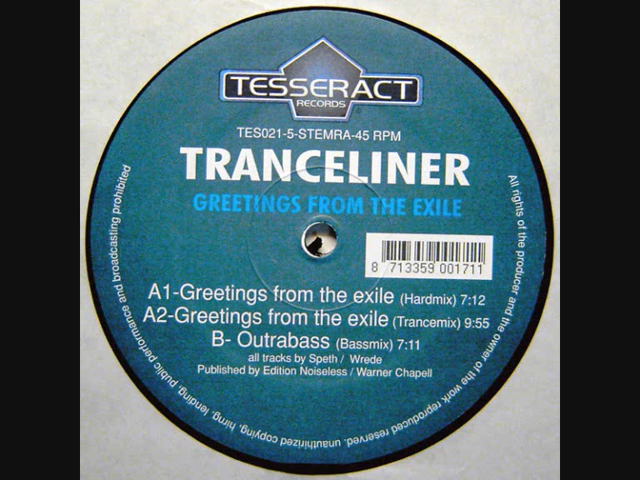 TESSERACT
RECORDS
TES021-5-STEMRA-45 RPM
TRANCELINER
GREETINGS FROM THE EXILE
8 713359 001711
A1-Greetings from the exile (Hardmix) 7:12
A2-Greetings from the exile (Trancemix) 9:55
B- Outrabass (Bassmix) 7:11
all tracks by Speth / Wrede
Published by Edition Noiseless / Warner Chapell
All rights of the producer and the owner of the work reproduced reserved. unauthirized copying, hirng, lending, public performance and broadcasting prohibited